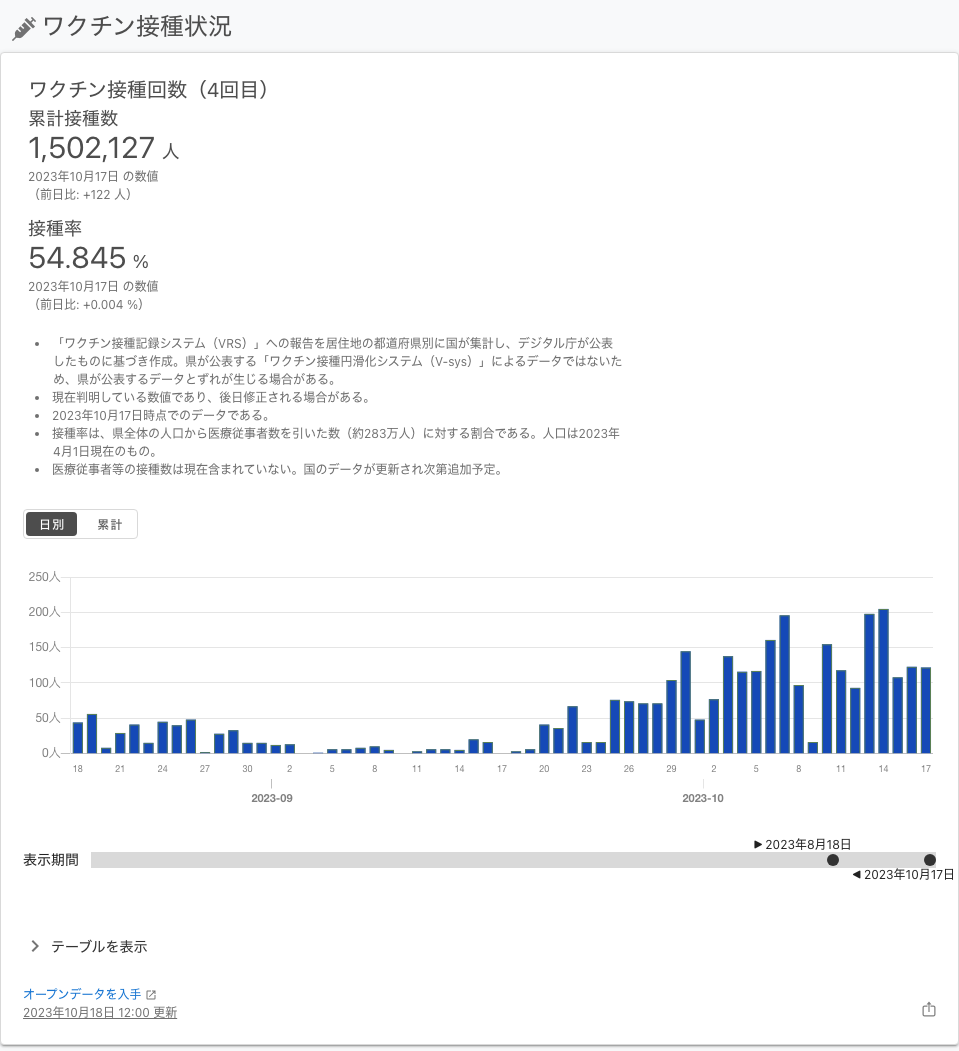 ワクチン接種状況
ワクチン接種回数（4回目）
累計接種数
1,502,127 人
2023年10月17日 の数値
（前日比: +122 人）
接種率
54.845 %
2023年10月17日 の数値
（前日比: +0.004 %）
• 「ワクチン接種記録システム（VRS）」への報告を居住地の都道府県別に国が集計し、デジタル庁が公表
したものに基づき作成。県が公表する「ワクチン接種円滑化システム（V-sys）」によるデータではないた
め、県が公表するデータとずれが生じる場合がある。
• 現在判明している数値であり、後日修正される場合がある。
• 2023年10月17日時点でのデータである。
• 接種率は、県全体の人口から医療従事者数を引いた数（約283万人）に対する割合である。人口は2023年
4月1日現在のもの。
• 医療従事者等の接種数は現在含まれていない。国のデータが更新され次第追加予定。
日別 累計
250人
200人
150人
100人
50人
0人
18 21 24 27 30 2 5 8 11 14 17 20 23 26 29 2 5 8 11 14 17
2023-09 2023-10
▶ 2023年8月18日
表示期間
◀ 2023年10月17日
テーブルを表示
オープンデータを入手
2023年10月18日 12:00 更新